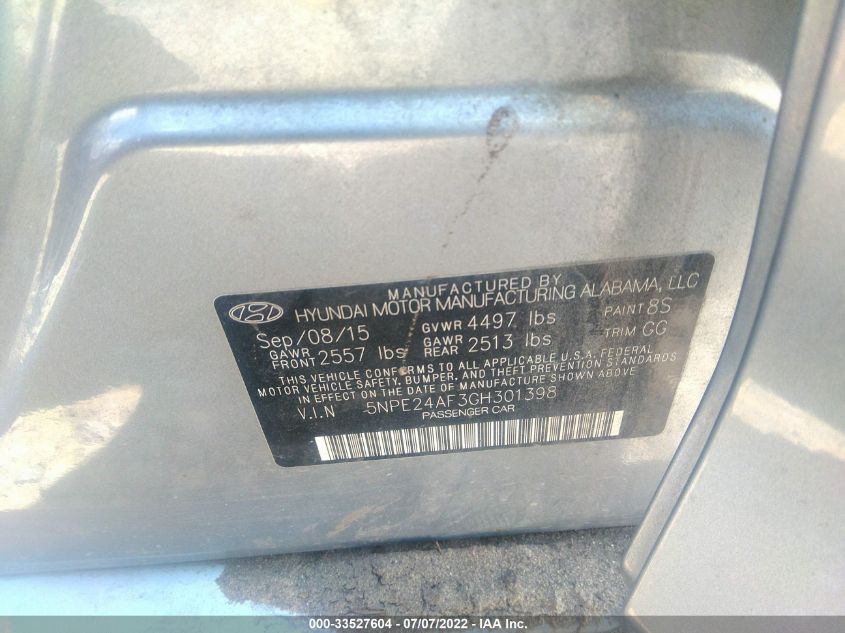 MANUFACTURED BY
HYUNDAI MOTOR MANUFACTURING ALABAMA, LLC
Sep/08/15 GVWR 4497 lbs PAINT 8S
GAWR FRONT 2557 lbs GAWR REAR 2513 lbs TRIM GG
THIS VEHICLE CONFORMS TO ALL APPLICABLE U.S.A. FEDERAL
MOTOR VEHICLE SAFETY, BUMPER, AND THEFT PREVENTION STANDARDS
IN EFFECT ON THE DATE OF MANUFACTURE SHOWN ABOVE
V.I.N 5NPE24AF3GH301398
PASSENGER CAR
000-33527604 - 07/07/2022 - IAA Inc.